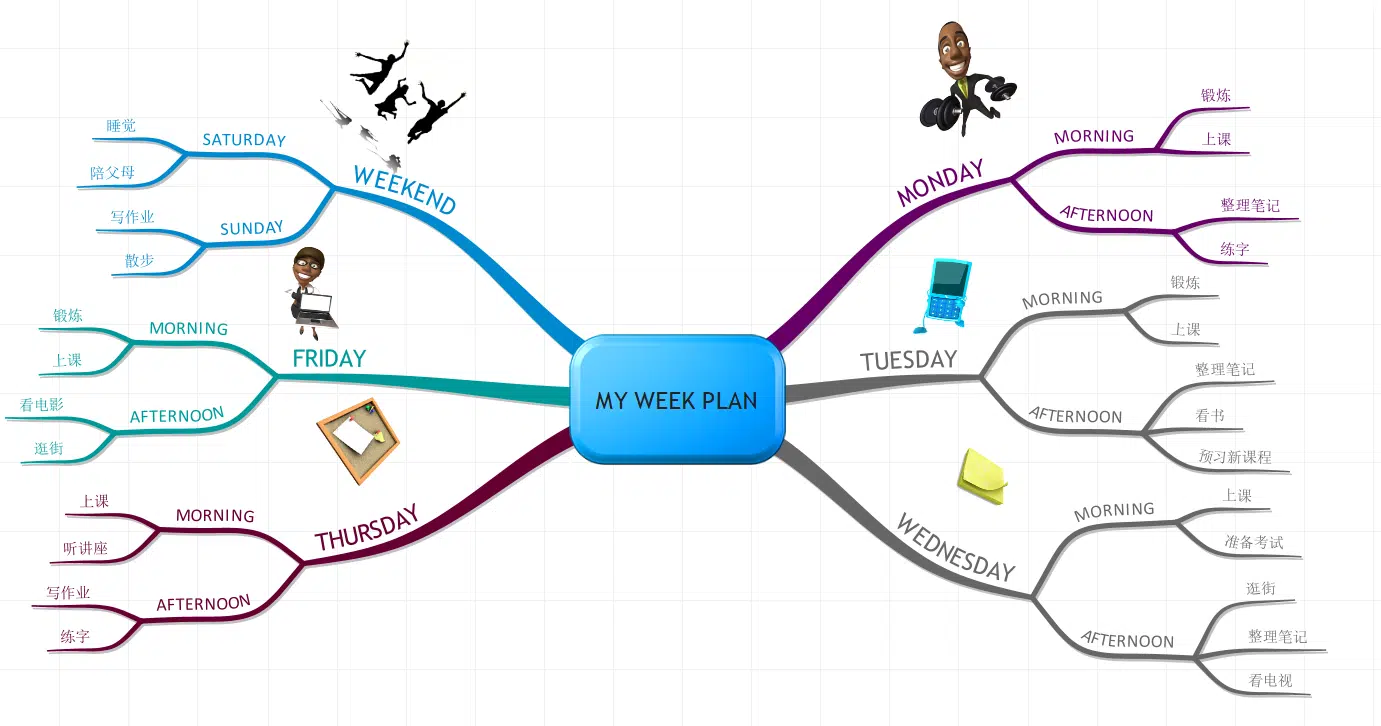 MY WEEK PLAN
MONDAY
MORNING
锻炼
上课
AFTERNOON
整理笔记
练字
TUESDAY
MORNING
锻炼
上课
AFTERNOON
整理笔记
看书
预习新课程
WEDNESDAY
MORNING
上课
准备考试
AFTERNOON
逛街
整理笔记
看电视
THURSDAY
MORNING
上课
听讲座
AFTERNOON
写作业
练字
FRIDAY
MORNING
锻炼
上课
AFTERNOON
看电影
逛街
WEEKEND
SATURDAY
睡觉
陪父母
SUNDAY
写作业
散步